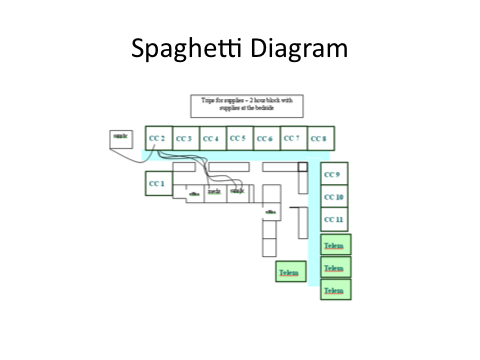 Spaghetti Diagram
Trips for supplies – 2 hour block with
supplies at the bedside
CC 2 CC 3 CC 4 CC 5 CC 6 CC 7 CC 8
CC 1
CC 9
CC 10
CC 11
office
Telem
Telem
Telem
Telem